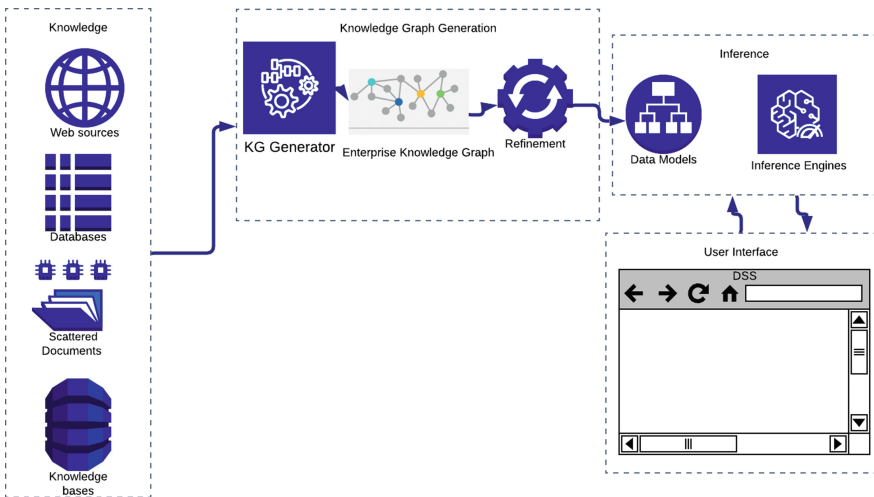 Knowledge
Web sources
Databases
Scattered
Documents
Knowledge
bases
Knowledge Graph Generation
KG Generator
Enterprise Knowledge Graph
Refinement
Inference
Data Models
Inference Engines
User Interface
DSS